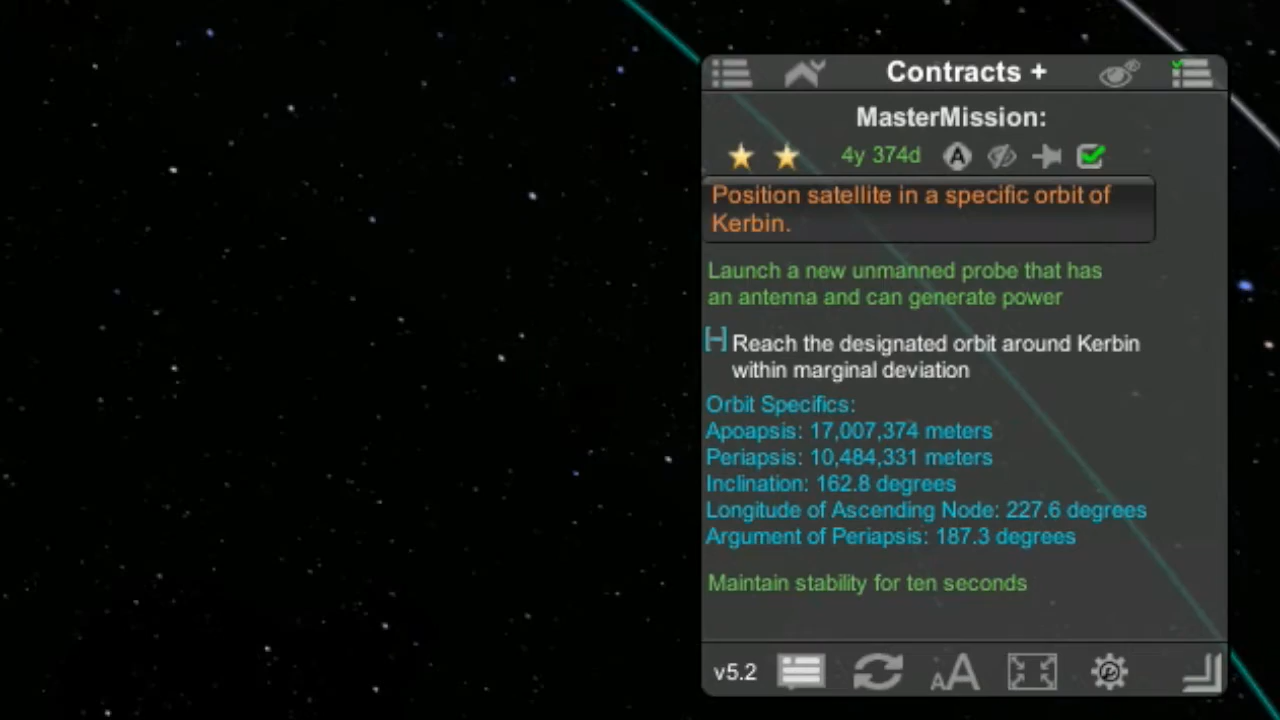 Contracts +
MasterMission:
4y 374d
A
Position satellite in a specific orbit of
Kerbin.
Launch a new unmanned probe that has
an antenna and can generate power
Reach the designated orbit around Kerbin
within marginal deviation
Orbit Specifics:
Apoapsis: 17,007,374 meters
Periapsis: 10,484,331 meters
Inclination: 162.8 degrees
Longitude of Ascending Node: 227.6 degrees
Argument of Periapsis: 187.3 degrees
Maintain stability for ten seconds
v5.2
AA